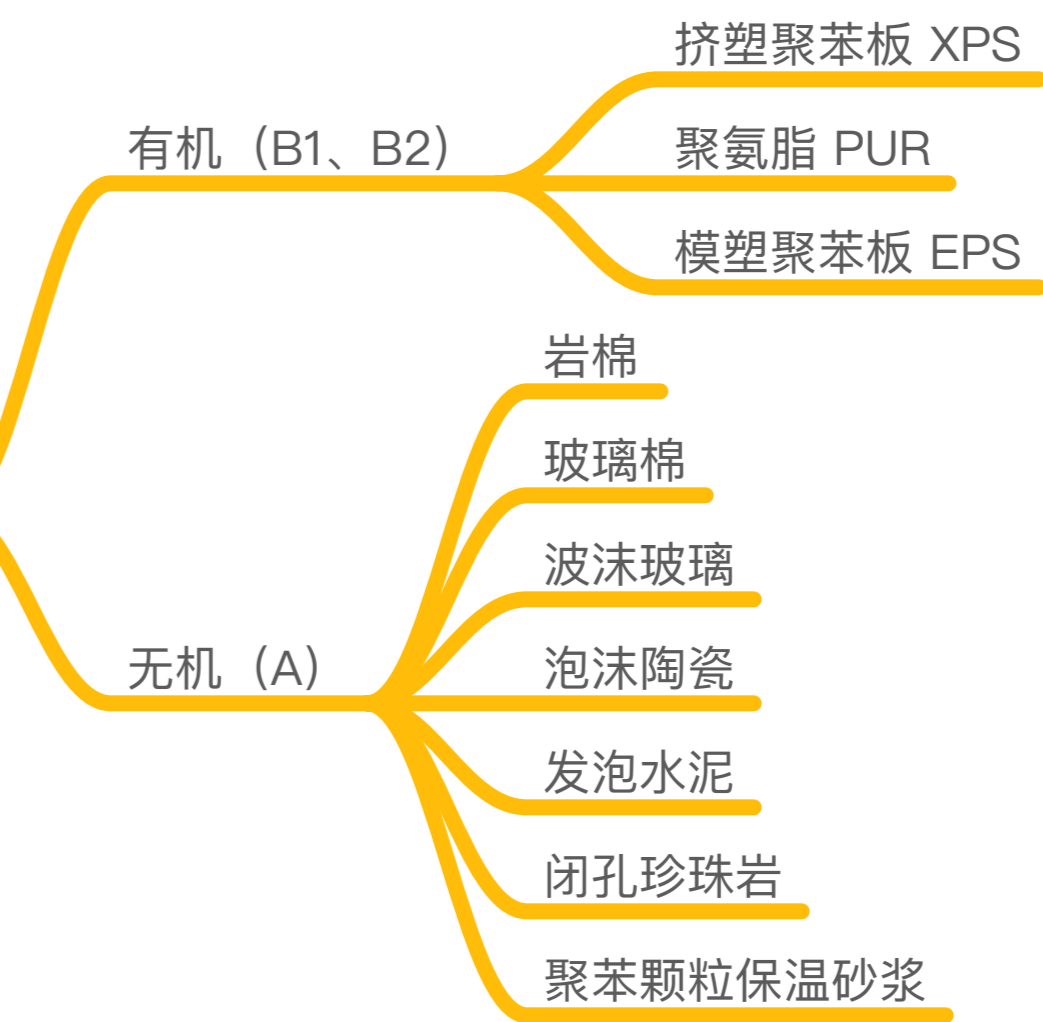 挤塑聚苯板 XPS
有机（B1、B2）
聚氨脂 PUR
模塑聚苯板 EPS
岩棉
玻璃棉
波沫玻璃
无机（A）
泡沫陶瓷
发泡水泥
闭孔珍珠岩
聚苯颗粒保温砂浆